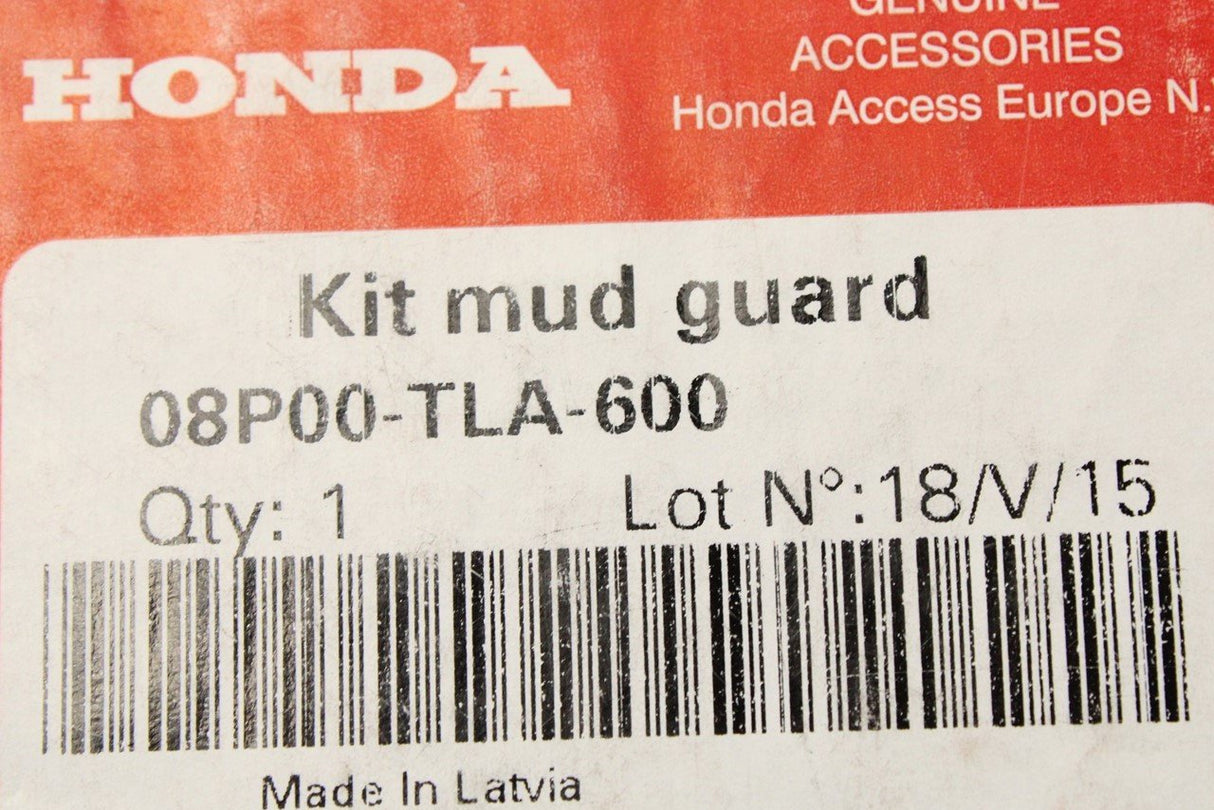 HONDA
GENUINE
ACCESSORIES
Honda Access Europe N.
Kit mud guard
08P00-TLA-600
Qty: 1 Lot N°:18/V/15
Made In Latvia